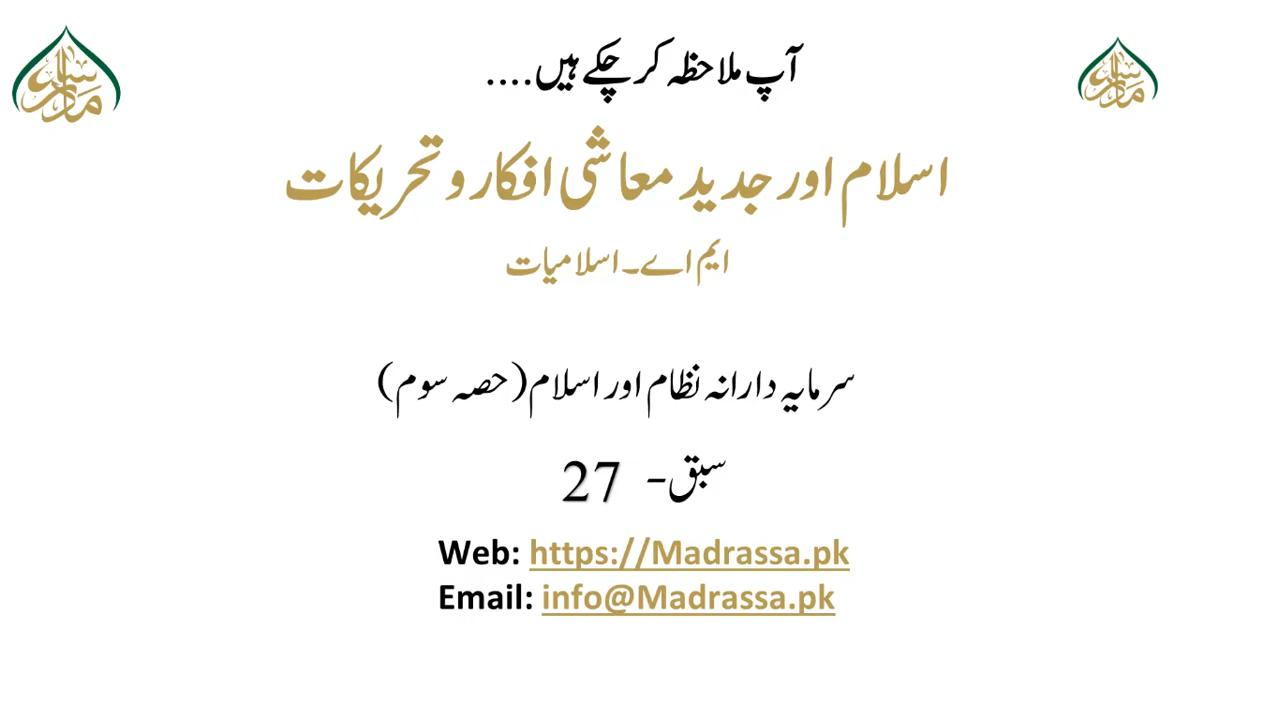 آپ ملاحظہ کر چکے ہیں....
اسلام اور جدید معاشی افکار و تحریکات
ایم اے۔ اسلامیات
سرمایہ دارانہ نظام اور اسلام (حصہ سوم)
سبق- 27
Web: https://Madrassa.pk
Email: info@Madrassa.pk